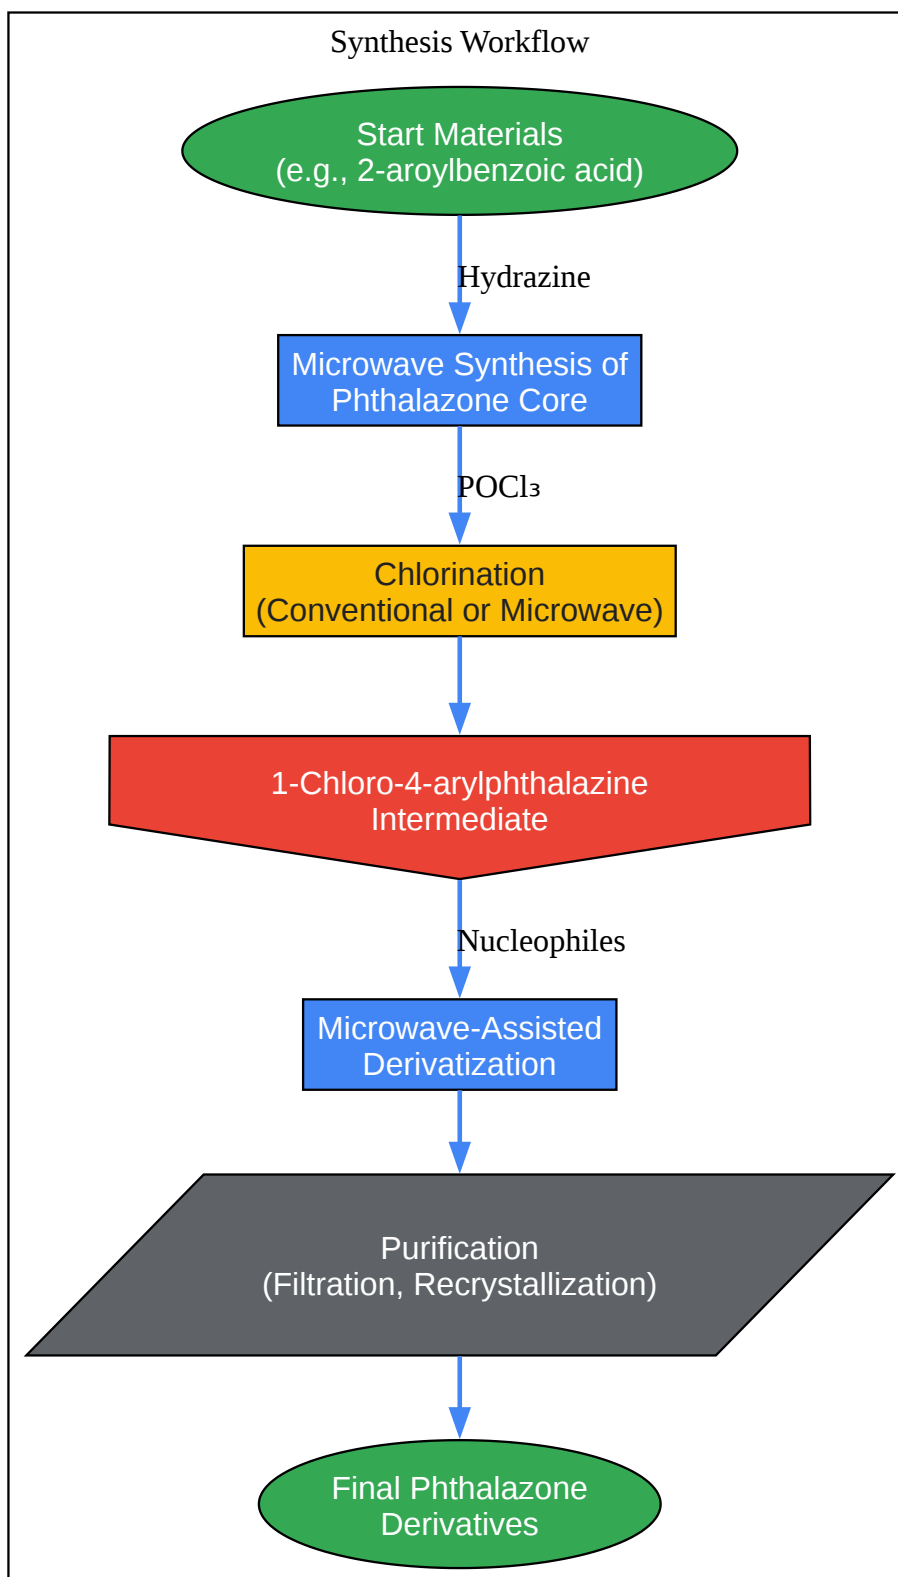 Synthesis Workflow
Start Materials
(e.g., 2-aroylbenzoic acid)
Hydrazine
Microwave Synthesis of
Phthalazone Core
POCl₃
Chlorination
(Conventional or Microwave)
1-Chloro-4-arylphthalazine
Intermediate
Nucleophiles
Microwave-Assisted
Derivatization
Purification
(Filtration, Recrystallization)
Final Phthalazone
Derivatives